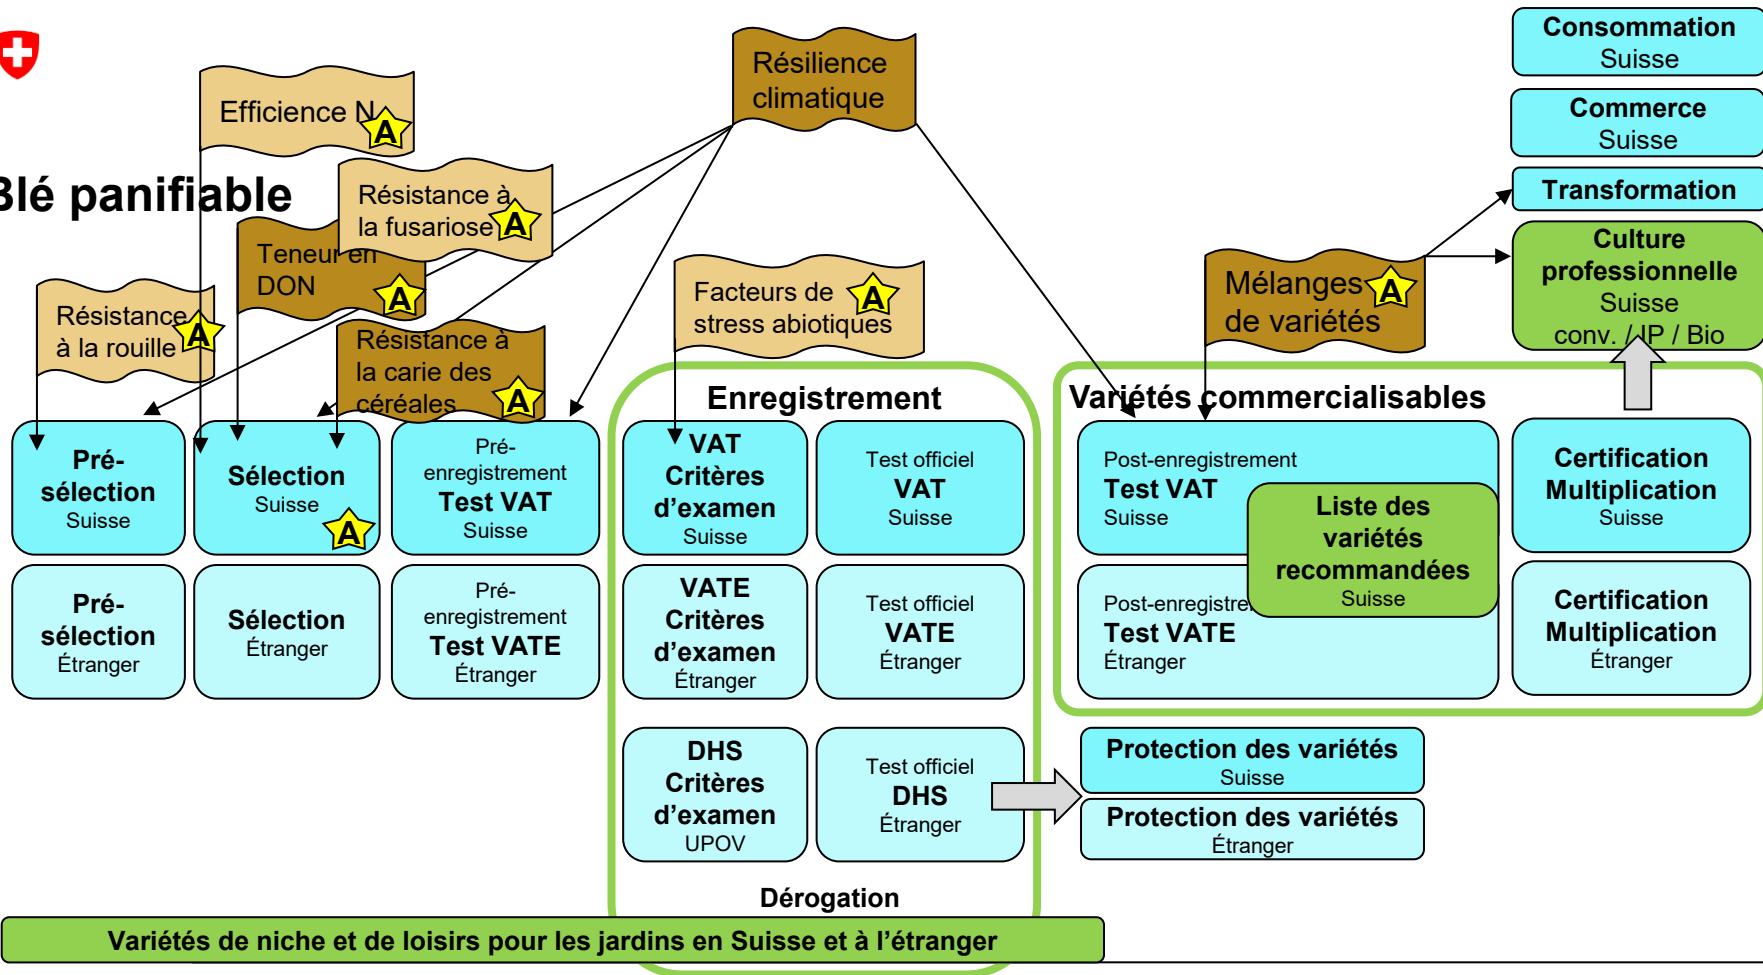 Blé panifiable
Efficience N
A
Résilience
climatique
Résistance à
la fusariose
A
Teneur en
DON
A
Résistance
à la rouille
A
Résistance à
la carie des
céréales
A
Facteurs de
stress abiotiques
A
Mélanges
de variétés
A
Consommation
Suisse
Commerce
Suisse
Transformation
Culture
professionnelle
Suisse
conv. / IP / Bio
Pré-
sélection
Suisse
Sélection
Suisse
A
Pré-
enregistrement
Test VAT
Suisse
Pré-
sélection
Étranger
Sélection
Étranger
Pré-
enregistrement
Test VATE
Étranger
Enregistrement
VAT
Critères
d’examen
Suisse
Test officiel
VAT
Suisse
VATE
Critères
d’examen
Étranger
Test officiel
VATE
Étranger
DHS
Critères
d’examen
UPOV
Test officiel
DHS
Étranger
Dérogation
Variétés commercialisables
Post-enregistrement
Test VAT
Suisse
Liste des
variétés
recommandées
Suisse
Post-enregistre
Test VATE
Étranger
Certification
Multiplication
Suisse
Certification
Multiplication
Étranger
Protection des variétés
Suisse
Protection des variétés
Étranger
Variétés de niche et de loisirs pour les jardins en Suisse et à l’étranger